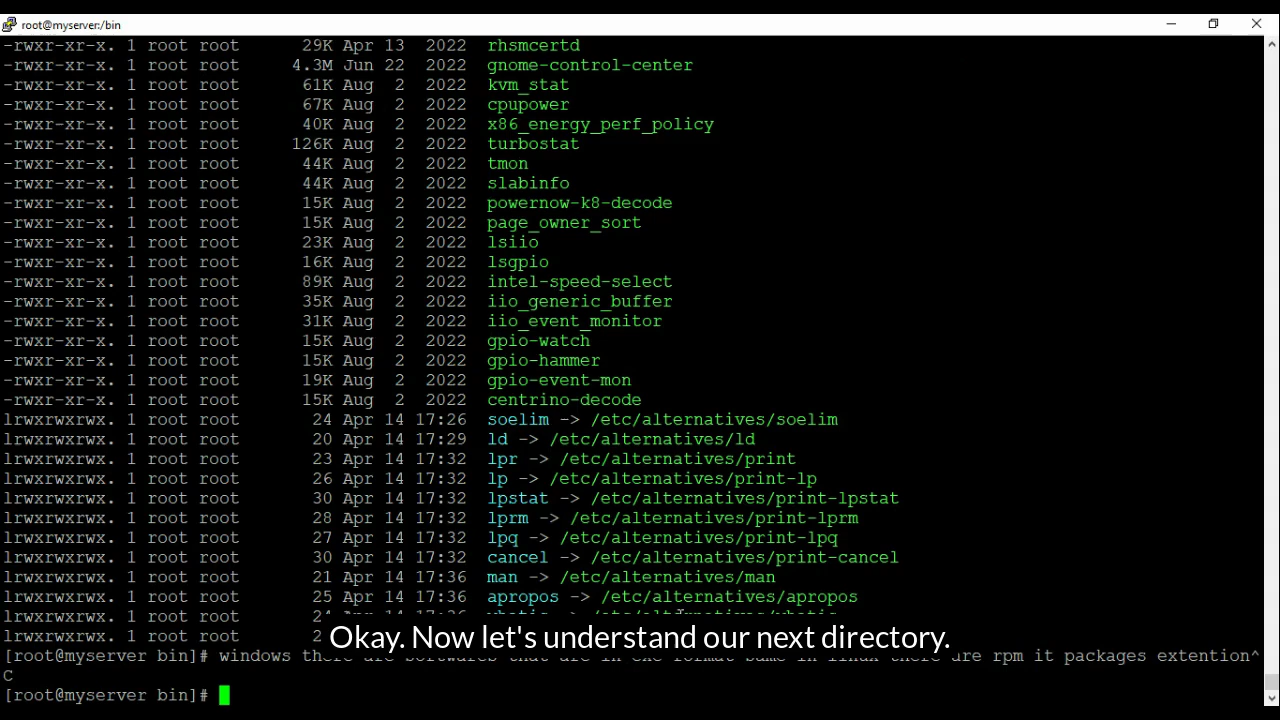 root@myserver:/bin
-rwxr-xr-x. 1 root root 29K Apr 13 2022 rhsmcertd
-rwxr-xr-x. 1 root root 4.3M Jun 22 2022 gnome-control-center
-rwxr-xr-x. 1 root root 61K Aug 2 2022 kvm_stat
-rwxr-xr-x. 1 root root 67K Aug 2 2022 cpupower
-rwxr-xr-x. 1 root root 40K Aug 2 2022 x86_energy_perf_policy
-rwxr-xr-x. 1 root root 126K Aug 2 2022 turbostat
-rwxr-xr-x. 1 root root 44K Aug 2 2022 tmon
-rwxr-xr-x. 1 root root 44K Aug 2 2022 slabinfo
-rwxr-xr-x. 1 root root 15K Aug 2 2022 powernow-k8-decode
-rwxr-xr-x. 1 root root 15K Aug 2 2022 page_owner_sort
-rwxr-xr-x. 1 root root 23K Aug 2 2022 lsiio
-rwxr-xr-x. 1 root root 16K Aug 2 2022 lsgpio
-rwxr-xr-x. 1 root root 89K Aug 2 2022 intel-speed-select
-rwxr-xr-x. 1 root root 35K Aug 2 2022 iio_generic_buffer
-rwxr-xr-x. 1 root root 31K Aug 2 2022 iio_event_monitor
-rwxr-xr-x. 1 root root 15K Aug 2 2022 gpio-watch
-rwxr-xr-x. 1 root root 15K Aug 2 2022 gpio-hammer
-rwxr-xr-x. 1 root root 19K Aug 2 2022 gpio-event-mon
-rwxr-xr-x. 1 root root 15K Aug 2 2022 centrino-decode
lrwxrwxrwx. 1 root root 24 Apr 14 17:26 soelim -> /etc/alternatives/soelim
lrwxrwxrwx. 1 root root 20 Apr 14 17:29 ld -> /etc/alternatives/ld
lrwxrwxrwx. 1 root root 23 Apr 14 17:32 lpr -> /etc/alternatives/print
lrwxrwxrwx. 1 root root 26 Apr 14 17:32 lp -> /etc/alternatives/print-lp
lrwxrwxrwx. 1 root root 30 Apr 14 17:32 lpstat -> /etc/alternatives/print-lpstat
lrwxrwxrwx. 1 root root 28 Apr 14 17:32 lprm -> /etc/alternatives/print-lprm
lrwxrwxrwx. 1 root root 27 Apr 14 17:32 lpq -> /etc/alternatives/print-lpq
lrwxrwxrwx. 1 root root 30 Apr 14 17:32 cancel -> /etc/alternatives/print-cancel
lrwxrwxrwx. 1 root root 21 Apr 14 17:36 man -> /etc/alternatives/man
lrwxrwxrwx. 1 root root 25 Apr 14 17:36 apropos -> /etc/alternatives/apropos
lrwxrwxrwx. 1 root root
lrwxrwxrwx. 1 root root
Okay. Now let's understand our next directory.
[root@myserver bin]# windows there are softwares that are in exe format same in linux there are rpm it packages extention^
C
[root@myserver bin]#